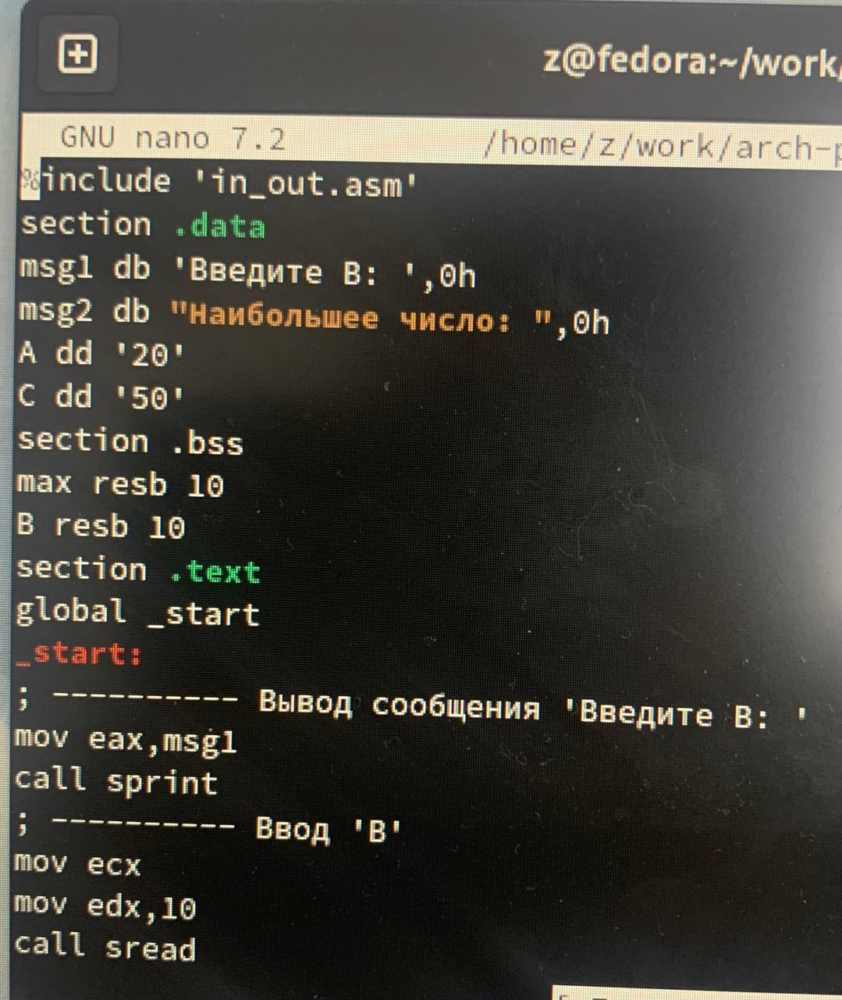 z@fedora:~/work/
GNU nano 7.2 /home/z/work/arch-p
%include 'in_out.asm'
section .data
msg1 db 'Введите B: ',0h
msg2 db "Наибольшее число: ",0h
A dd '20'
C dd '50'
section .bss
max resb 10
B resb 10
section .text
global _start
_start:
; ---------- Вывод сообщения 'Введите B: '
mov eax,msg1
call sprint
; ---------- Ввод 'B'
mov ecx
mov edx,10
call sread